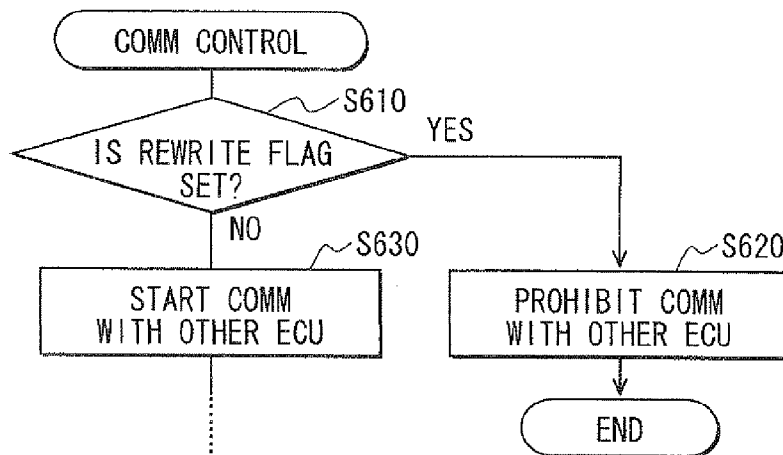 COMM CONTROL
S610
IS REWRITE FLAG
SET?
YES
NO
S630
START COMM
WITH OTHER ECU
S620
PROHIBIT COMM
WITH OTHER ECU
END